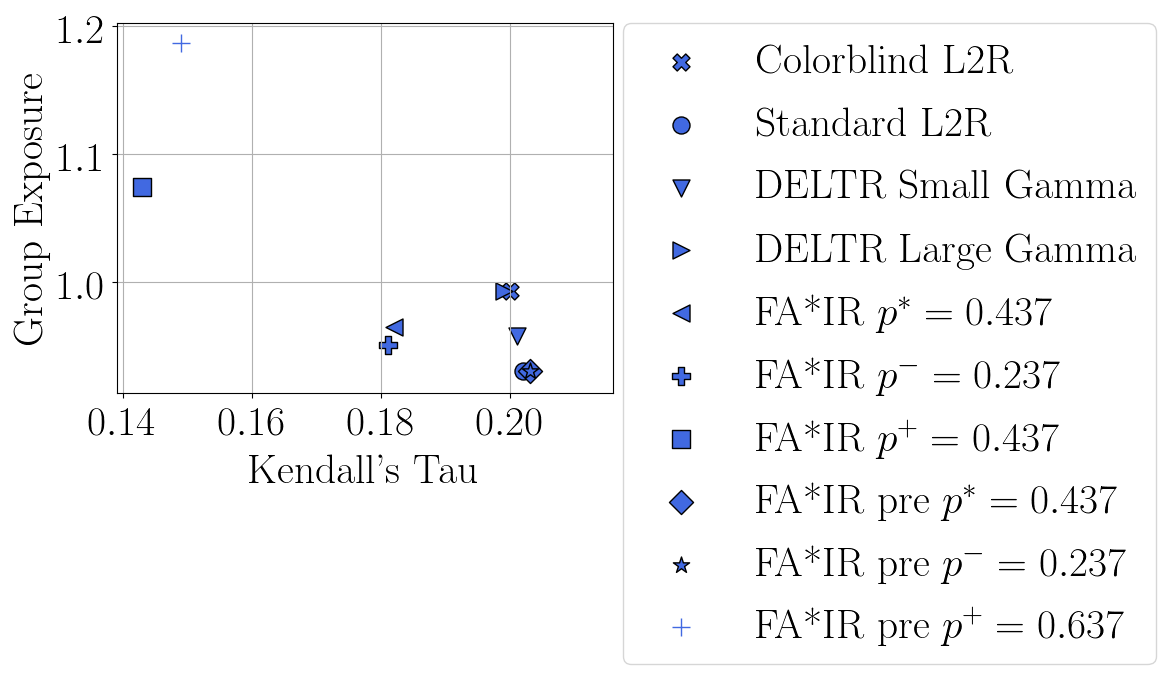 1.2
1.1
1.0
Group Exposure
0.14 0.16 0.18 0.20
Kendall's Tau
Colorblind L2R
Standard L2R
DELTR Small Gamma
DELTR Large Gamma
FA*IR p* = 0.437
FA*IR p⁻ = 0.237
FA*IR p⁺ = 0.437
FA*IR pre p* = 0.437
FA*IR pre p⁻ = 0.237
FA*IR pre p⁺ = 0.637